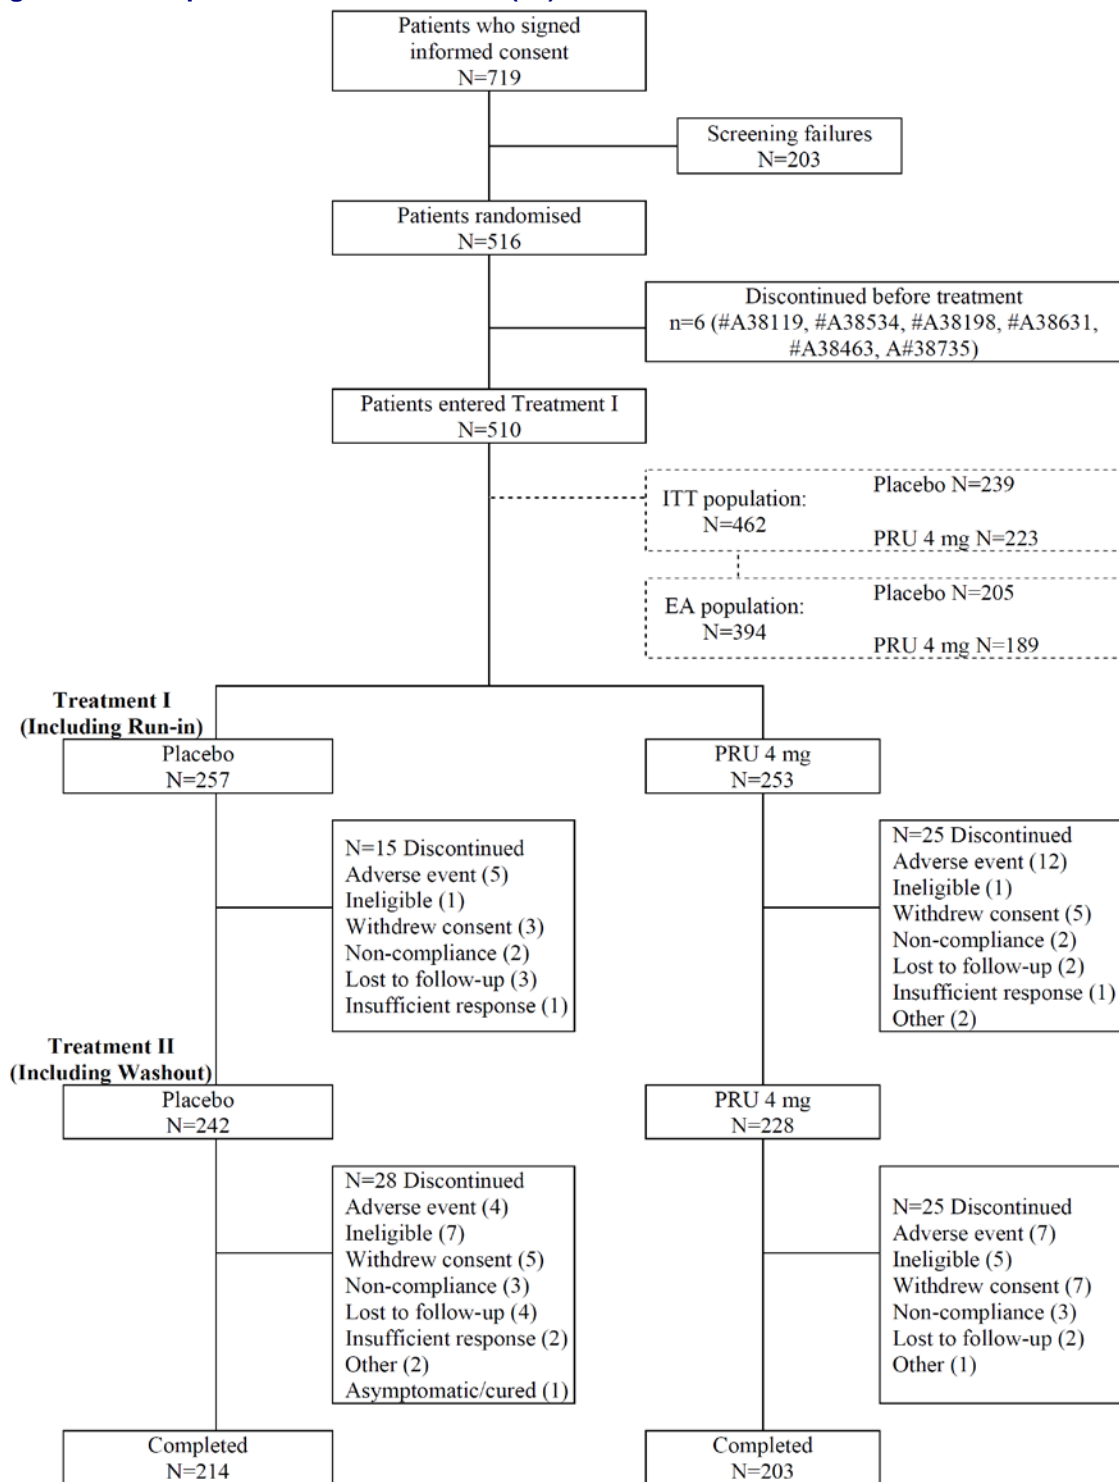 Patients who signed
informed consent
N=719
Screening failures
N=203
Patients randomised
N=516
Discontinued before treatment
n=6 (#A38119, #A38534, #A38198, #A38631,
#A38463, A#38735)
Patients entered Treatment I
N=510
ITT population:
N=462
Placebo N=239
PRU 4 mg N=223
EA population:
N=394
Placebo N=205
PRU 4 mg N=189
Treatment I
(Including Run-in)
Placebo
N=257
PRU 4 mg
N=253
N=15 Discontinued
Adverse event (5)
Ineligible (1)
Withdrew consent (3)
Non-compliance (2)
Lost to follow-up (3)
Insufficient response (1)
N=25 Discontinued
Adverse event (12)
Ineligible (1)
Withdrew consent (5)
Non-compliance (2)
Lost to follow-up (2)
Insufficient response (1)
Other (2)
Treatment II
(Including Washout)
Placebo
N=242
PRU 4 mg
N=228
N=28 Discontinued
Adverse event (4)
Ineligible (7)
Withdrew consent (5)
Non-compliance (3)
Lost to follow-up (4)
Insufficient response (2)
Other (2)
Asymptomatic/cured (1)
N=25 Discontinued
Adverse event (7)
Ineligible (5)
Withdrew consent (7)
Non-compliance (3)
Lost to follow-up (2)
Other (1)
Completed
N=214
Completed
N=203